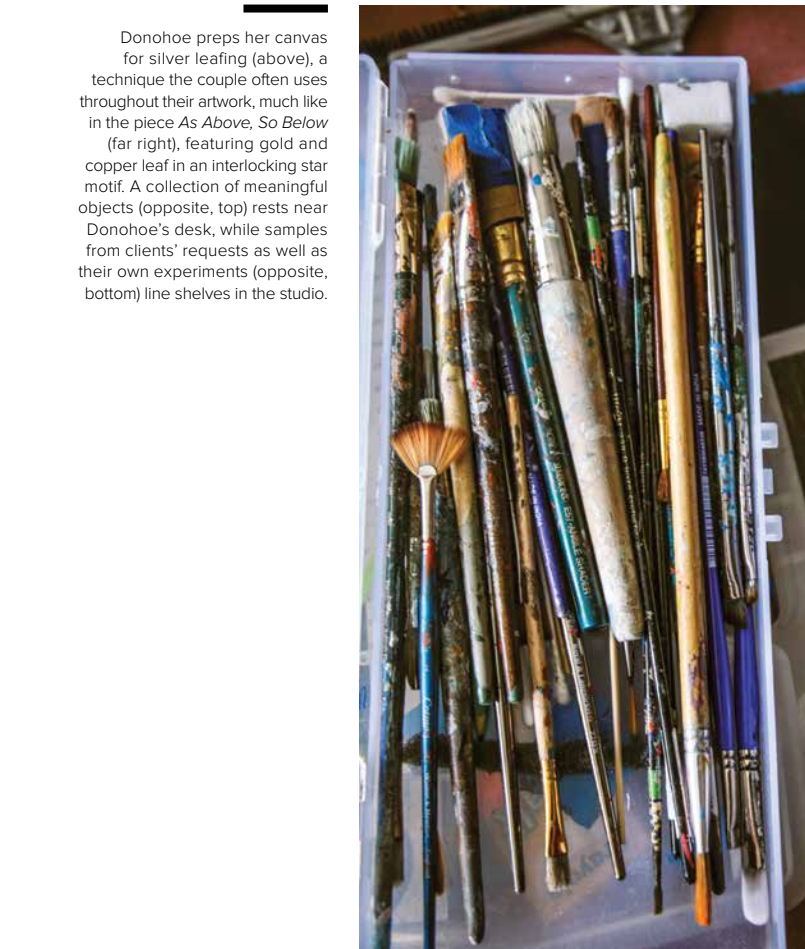 Donohoe preps her canvas
for silver leafing (above), a
technique the couple often uses
throughout their artwork, much like
in the piece As Above, So Below
(far right), featuring gold and
copper leaf in an interlocking star
motif. A collection of meaningful
objects (opposite, top) rests near
Donohoe's desk, while samples
from clients' requests as well as
their own experiments (opposite,
bottom) line shelves in the studio.
MADE IN INDIA